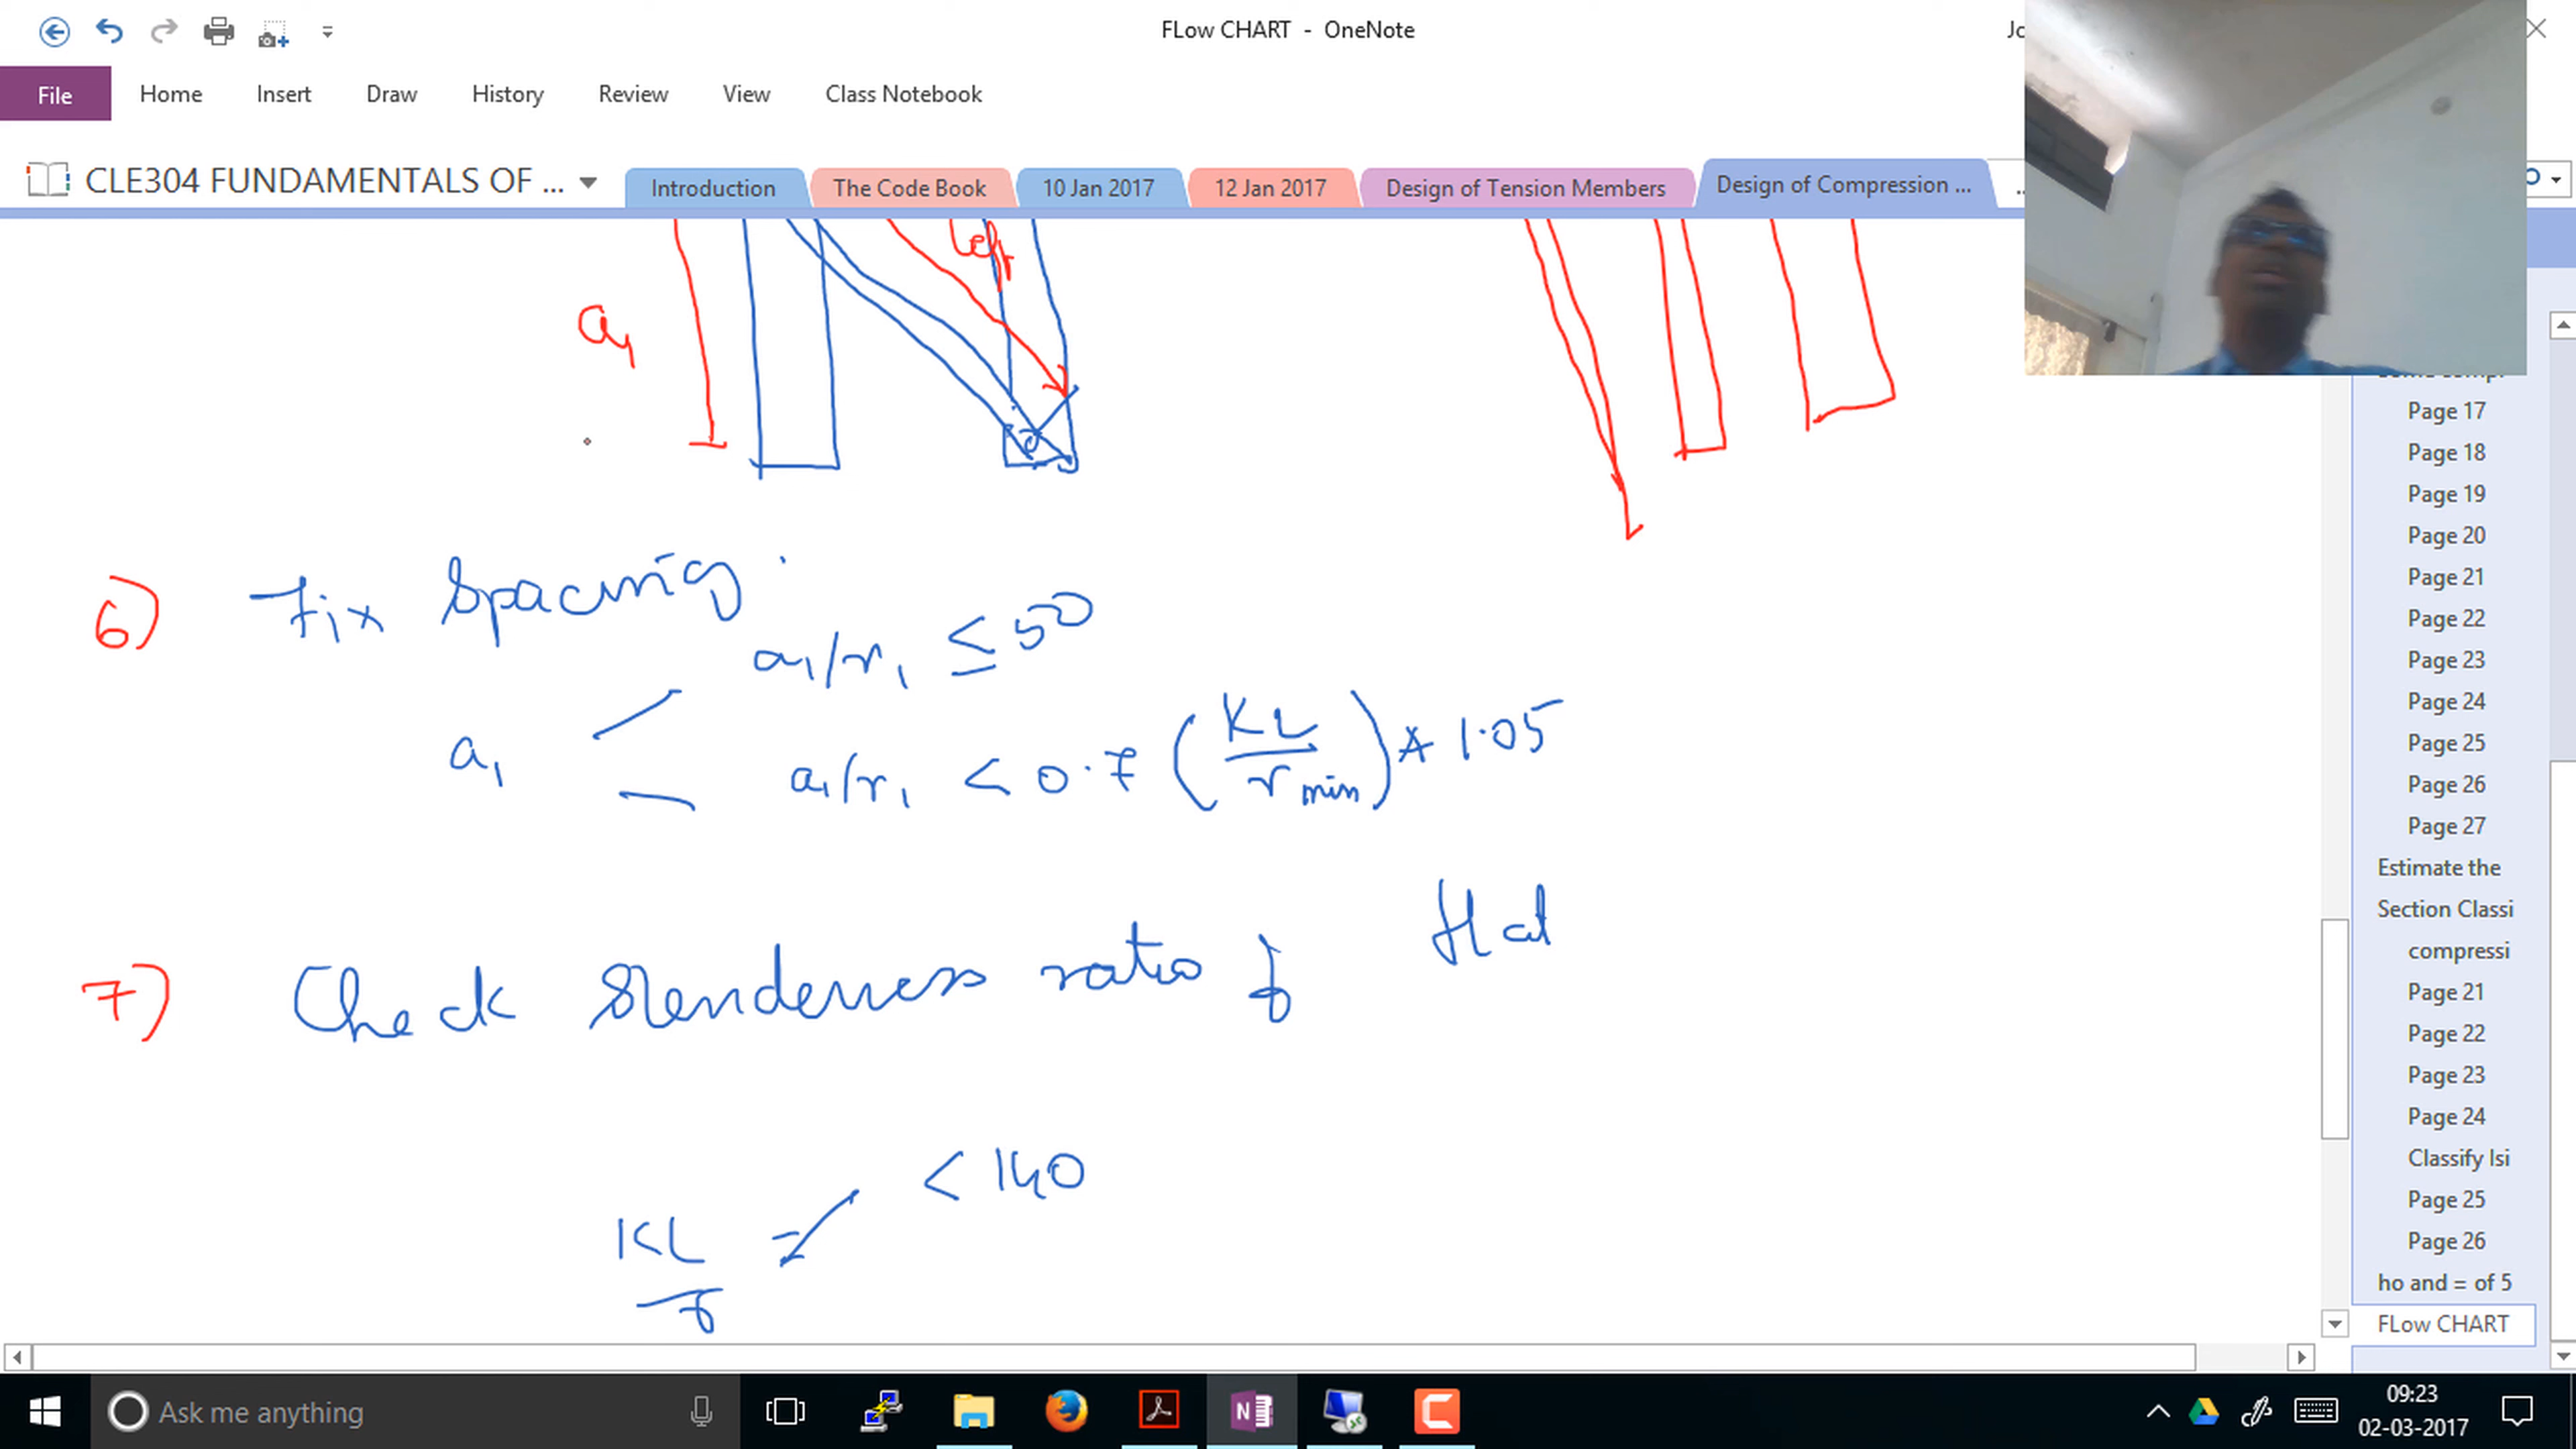 FLow CHART - OneNote
Jo
File Home Insert Draw History Review View Class Notebook
CLE304 FUNDAMENTALS OF ...
Introduction The Code Book 10 Jan 2017 12 Jan 2017 Design of Tension Members Design of Compression ... ...
leff
a1
6) Fix Spacing
a1/r1 ≤ 50
a1
a1/r1 < 0.7 (KL/rmin) * 1.05
7) Check Slenderness ratio of flat
KL/r = < 140
Page 17
Page 18
Page 19
Page 20
Page 21
Page 22
Page 23
Page 24
Page 25
Page 26
Page 27
Estimate the
Section Classi
compressi
Page 21
Page 22
Page 23
Page 24
Classify Isi
Page 25
Page 26
ho and = of 5
FLow CHART
Ask me anything
N
09:23
02-03-2017